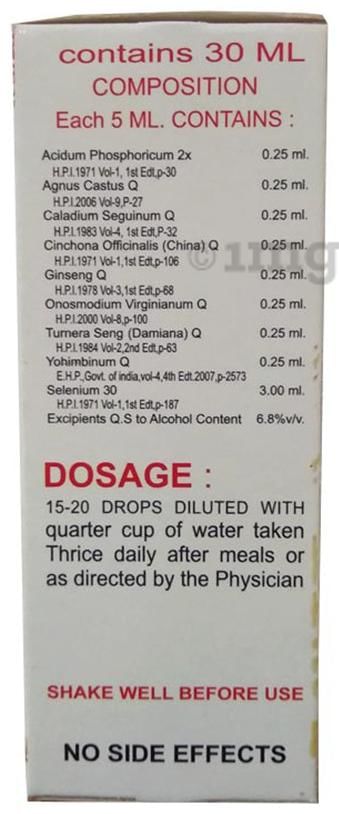 contains 30 ML
COMPOSITION
Each 5 ML. CONTAINS :
Acidum Phosphoricum 2x 0.25 ml.
H.P.I.1971 Vol-1, 1st Edt,p-30
Agnus Castus Q 0.25 ml.
H.P.I.2006 Vol-9,P-27
Caladium Seguinum Q 0.25 ml.
H.P.I.1983 Vol-4, 1st Edt,P-32
Cinchona Officinalis (China) Q 0.25 ml.
H.P.I.1971 Vol-1,1st Edt,p-106
© 1mg
Ginseng Q 0.25 ml.
H.P.I.1978 Vol-3,1st Edt,p-68
Onosmodium Virginianum Q 0.25 ml.
H.P.I.2000 Vol-8,p-100
Turnera Seng (Damiana) Q 0.25 ml.
H.P.I.1984 Vol-2,2nd Edt,p-63
Yohimbinum Q 0.25 ml.
E.H.P.,Govt. of india,vol-4,4th Edt.2007,p-2573
Selenium 30 3.00 ml.
H.P.I.1971 Vol-1,1st Edt,p-187
Excipients Q.S to Alcohol Content 6.8%v/v.
DOSAGE :
15-20 DROPS DILUTED WITH
quarter cup of water taken
Thrice daily after meals or
as directed by the Physician
SHAKE WELL BEFORE USE
NO SIDE EFFECTS